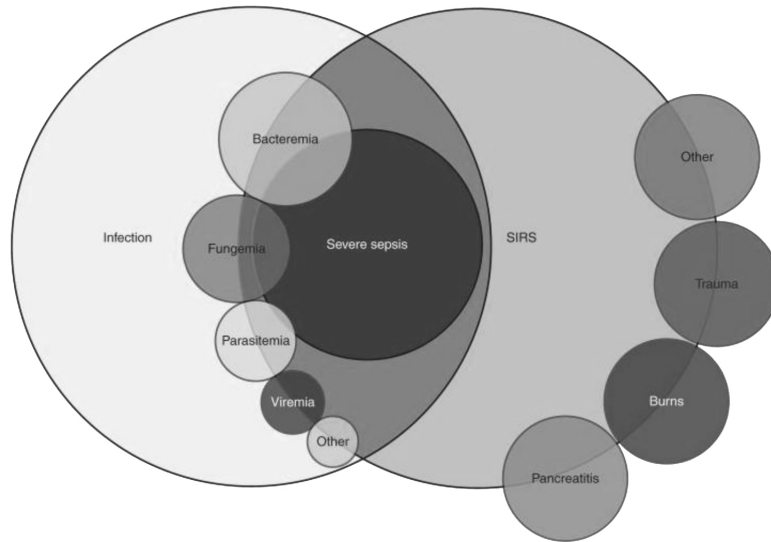 Bacteremia
Other
Infection
Fungemia
Severe sepsis
SIRS
Trauma
Parasitemia
Viremia
Burns
Other
Pancreatitis